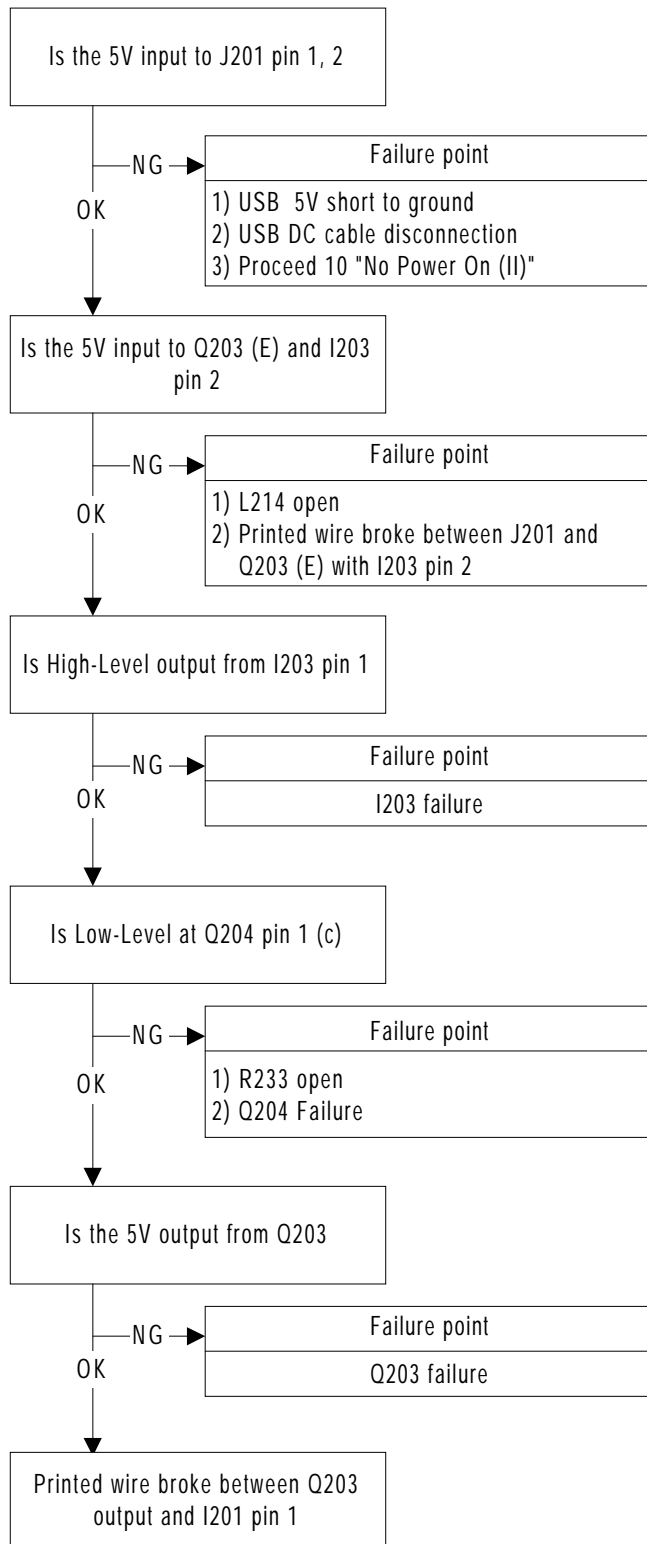 Is the 5V input to J201 pin 1, 2
NG
Failure point
OK
1) USB 5V short to ground
2) USB DC cable disconnection
3) Proceed 10 "No Power On (II)"
Is the 5V input to Q203 (E) and I203
pin 2
NG
Failure point
OK
1) L214 open
2) Printed wire broke between J201 and
Q203 (E) with I203 pin 2
Is High-Level output from I203 pin 1
NG
Failure point
OK
I203 failure
Is Low-Level at Q204 pin 1 (c)
NG
Failure point
OK
1) R233 open
2) Q204 Failure
Is the 5V output from Q203
NG
Failure point
OK
Q203 failure
Printed wire broke between Q203
output and I201 pin 1